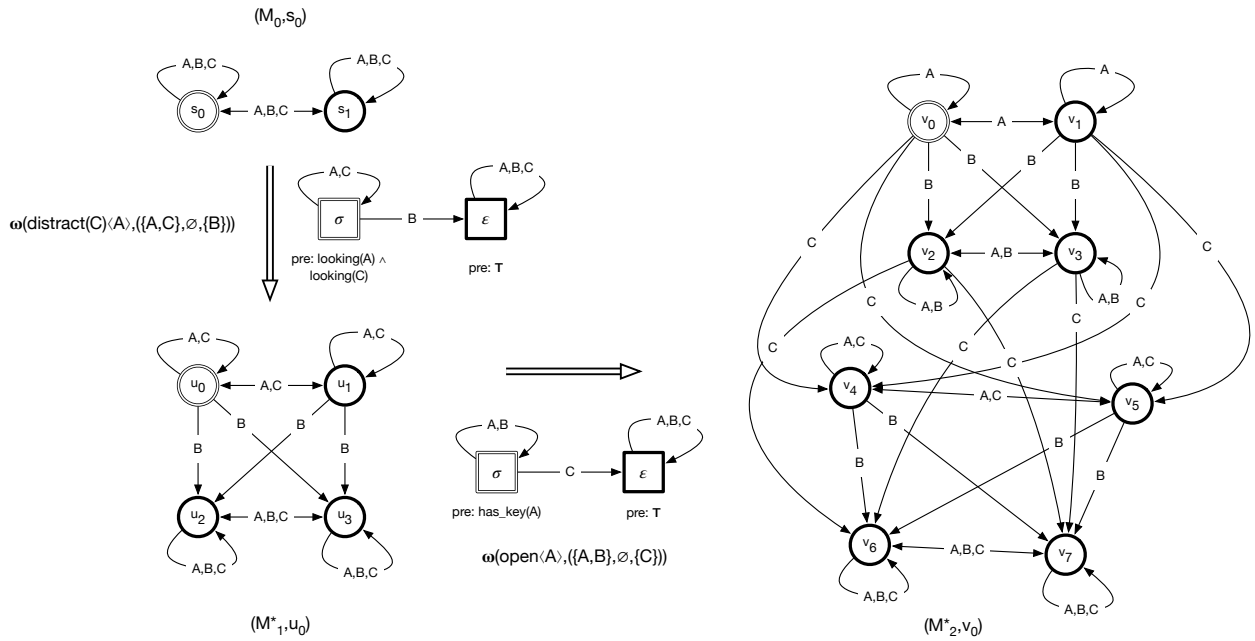 (M₀,s₀)
A,B,C
A,B,C
s₀
A,B,C
s₁
ω(distract(C)⟨A⟩,({A,C},∅,{B}))
A,C
A,B,C
σ
B
ε
pre: looking(A) ∧
looking(C)
pre: T
A,C
A,C
u₀
A,C
u₁
B
B
B
B
u₂
A,B,C
u₃
A,B,C
A,B,C
(M*₁,u₀)
A,B
A,B,C
σ
C
ε
pre: has_key(A)
pre: T
ω(open⟨A⟩,({A,B},∅,{C}))
A
A
v₀
A
v₁
B
B
B
B
C
C
v₂
A,B
v₃
A,B
A,B
C
C
C
C
C
C
A,C
A,C
v₄
A,C
v₅
B
B
B
B
v₆
A,B,C
v₇
A,B,C
A,B,C
(M*₂,v₀)